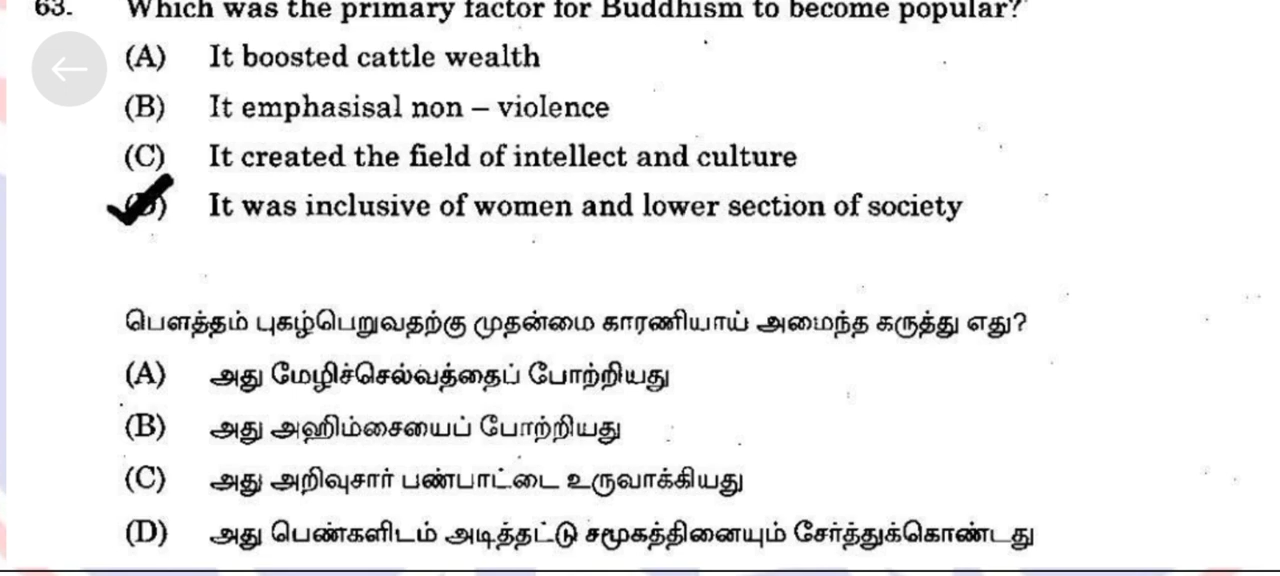 63. Which was the primary factor for Buddhism to become popular?
(A) It boosted cattle wealth
(B) It emphasisal non – violence
(C) It created the field of intellect and culture
(D) It was inclusive of women and lower section of society
பௌத்தம் புகழ்பெறுவதற்கு முதன்மை காரணியாய் அமைந்த கருத்து எது?
(A) அது மேழிச்செல்வத்தைப் போற்றியது
(B) அது அஹிம்சையைப் போற்றியது
(C) அது அறிவுசார் பண்பாட்டை உருவாக்கியது
(D) அது பெண்களிடம் அடித்தட்டு சமூகத்தினையும் சேர்த்துக்கொண்டது